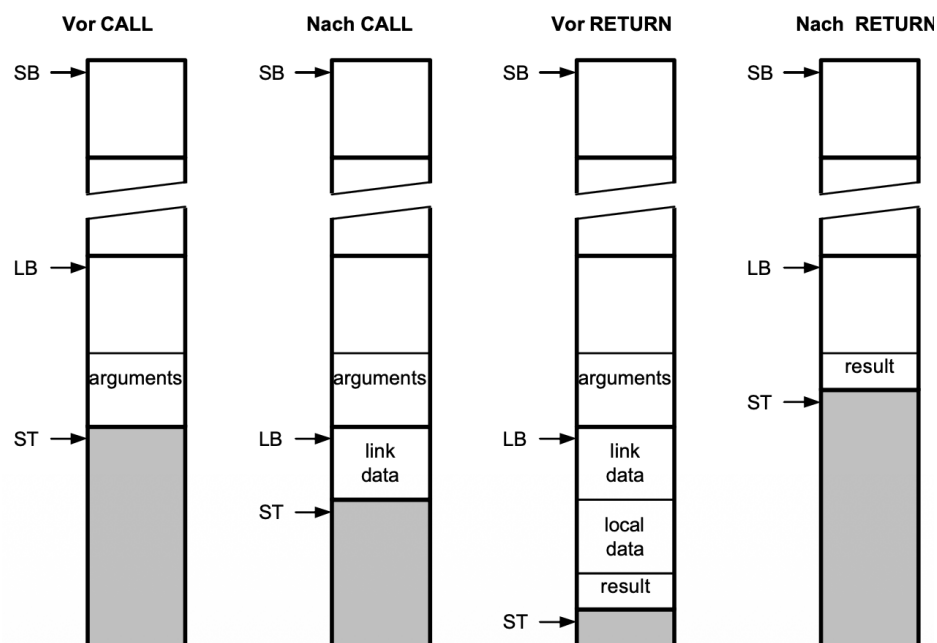 Vor CALL
Nach CALL
Vor RETURN
Nach RETURN
SB
SB
SB
SB
LB
LB
arguments
arguments
arguments
result
ST
ST
LB
link
data
LB
link
data
ST
local
data
result
ST